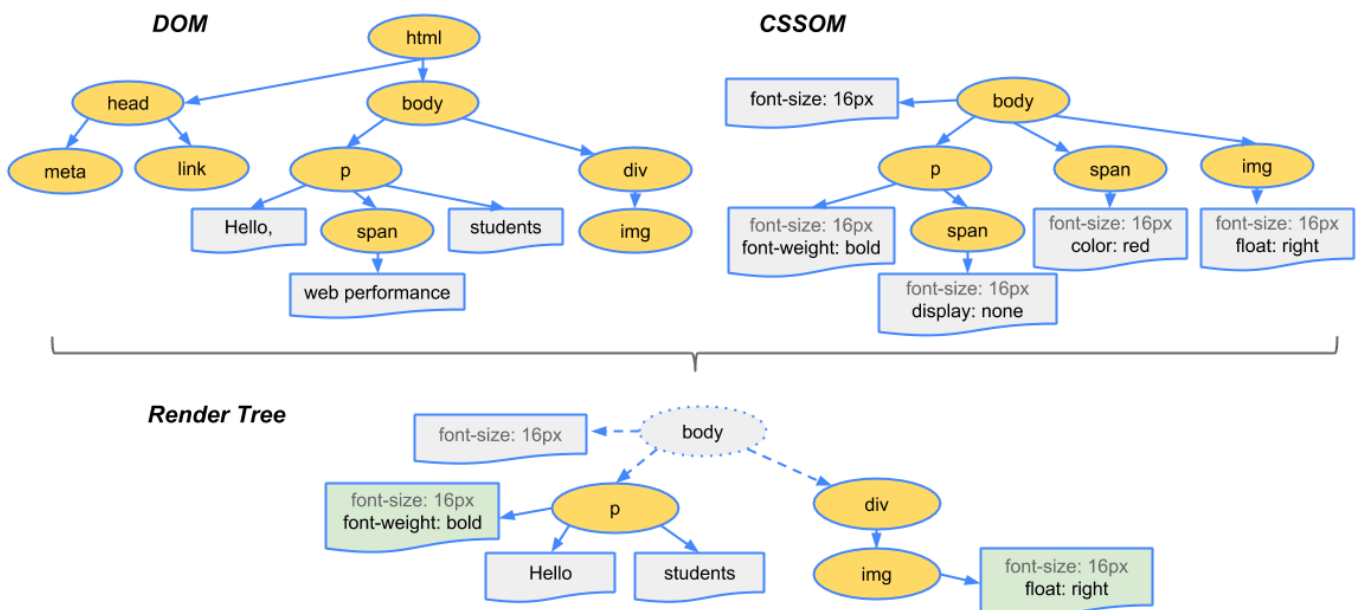 DOM
html
head
body
meta
link
p
div
Hello,
span
students
img
web performance
CSSOM
font-size: 16px
body
p
span
img
font-size: 16px
font-weight: bold
span
font-size: 16px
color: red
font-size: 16px
float: right
font-size: 16px
display: none
Render Tree
font-size: 16px
body
font-size: 16px
font-weight: bold
p
div
Hello
students
img
font-size: 16px
float: right